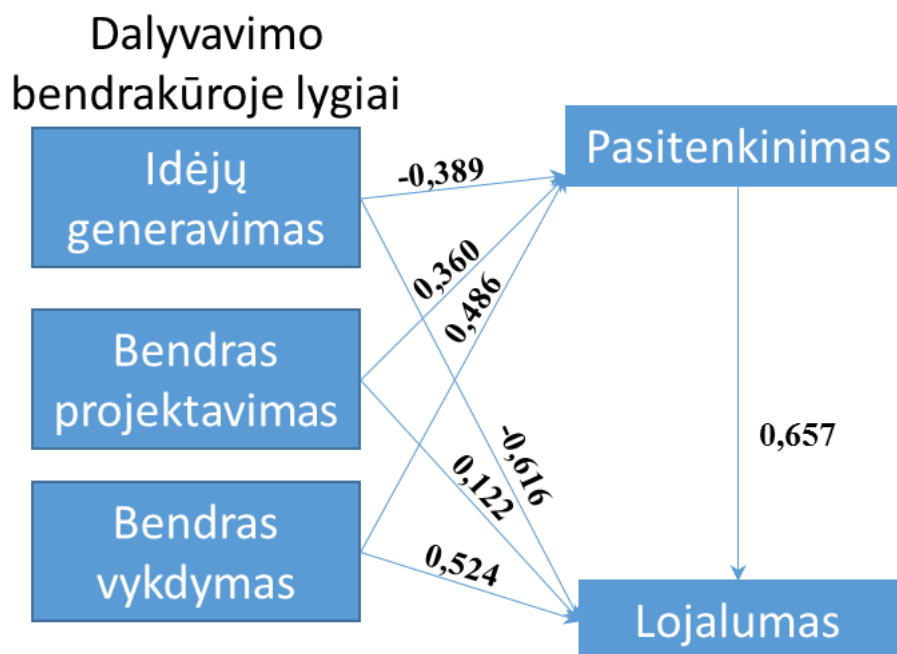 Dalyvavimo
bendrakūroje lygiai
Idėjų
generavimas
Bendras
projektavimas
Bendras
vykdymas
-0,389
0,360
0,486
-0,616
0,122
0,524
Pasitenkinimas
0,657
Lojalumas